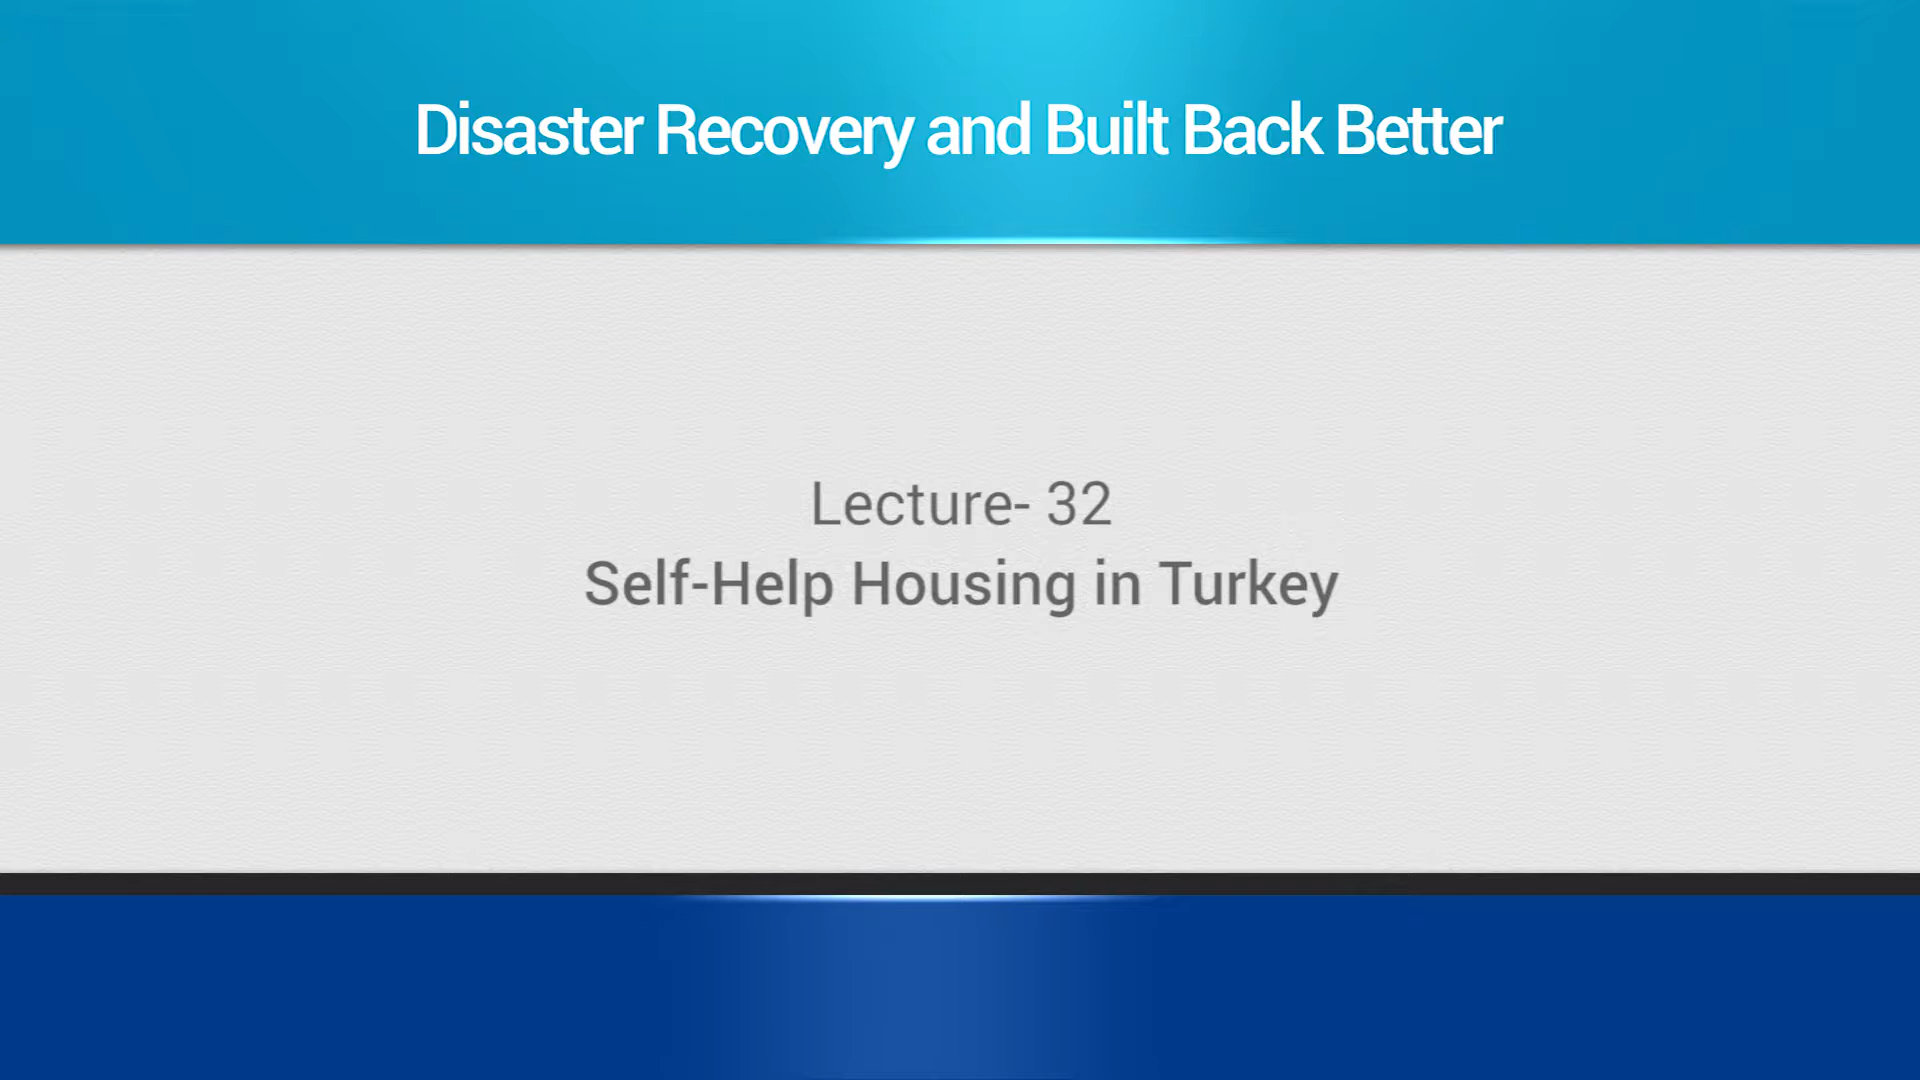 Disaster Recovery and Built Back Better
Lecture- 32
Self-Help Housing in Turkey